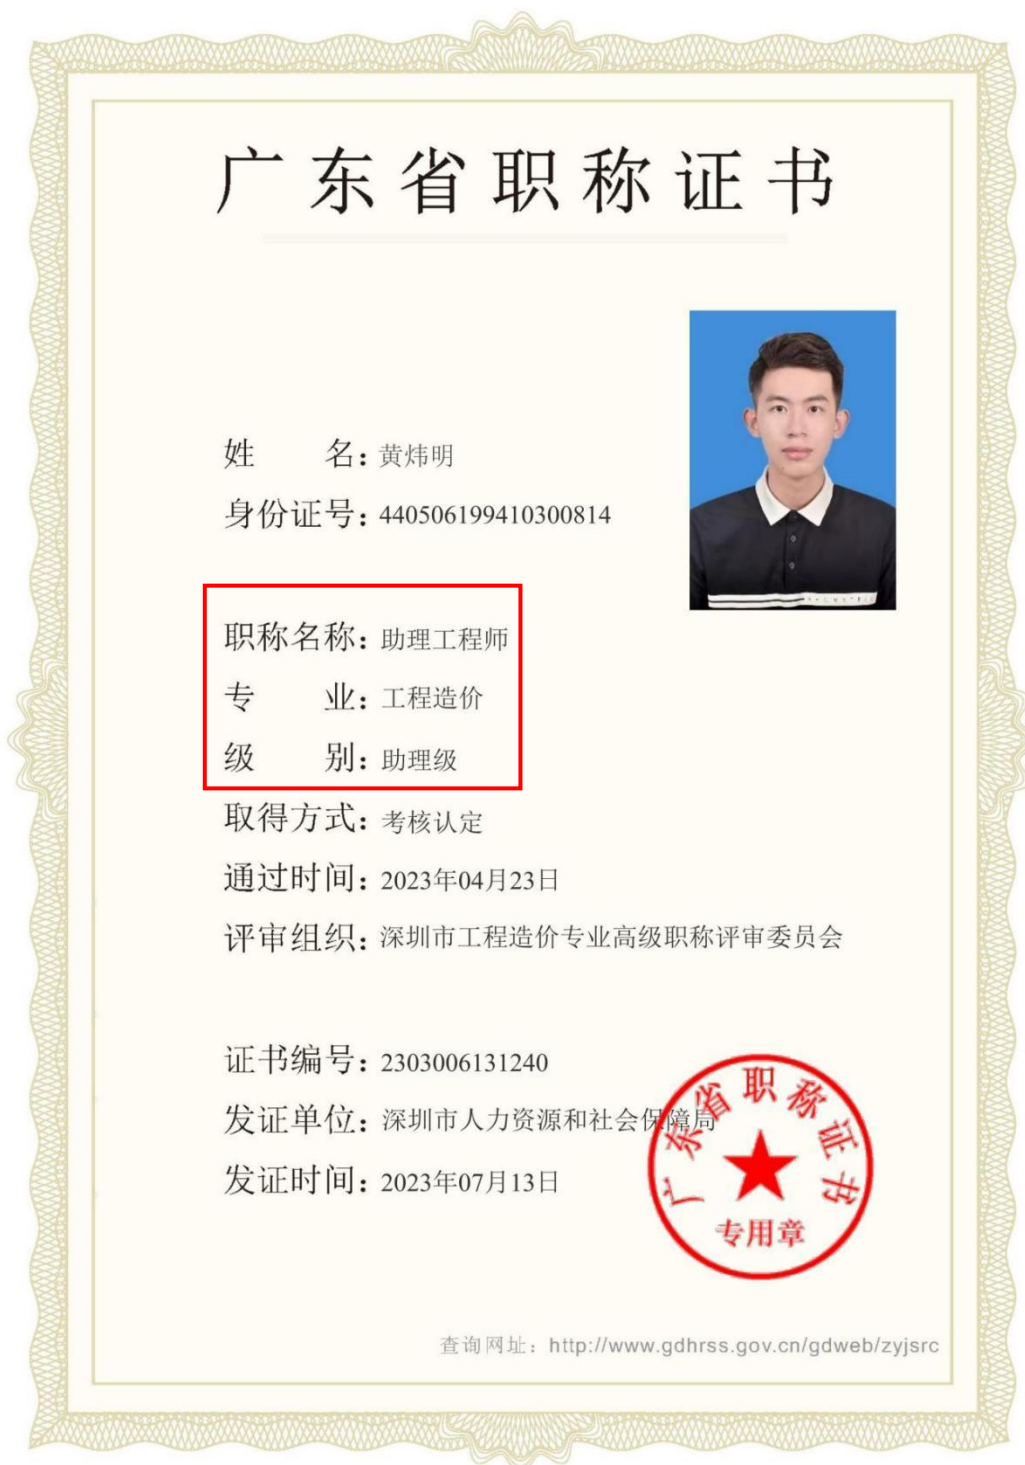 广东省职称证书
姓 名：黄炜明
身份证号：440506199410300814
职称名称：助理工程师
专 业：工程造价
级 别：助理级
取得方式：考核认定
通过时间：2023年04月23日
评审组织：深圳市工程造价专业高级职称评审委员会
证书编号：2303006131240
发证单位：深圳市人力资源和社会保障局
发证时间：2023年07月13日
广东省职称证书
专用章
查询网址：http://www.gdhrss.gov.cn/gdweb/zyjsrc